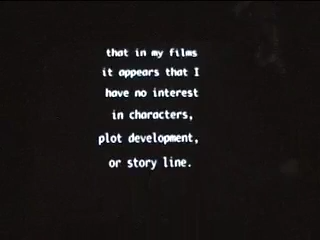 that in my films
it appears that I
have no interest
in characters,
plot development,
or story line.